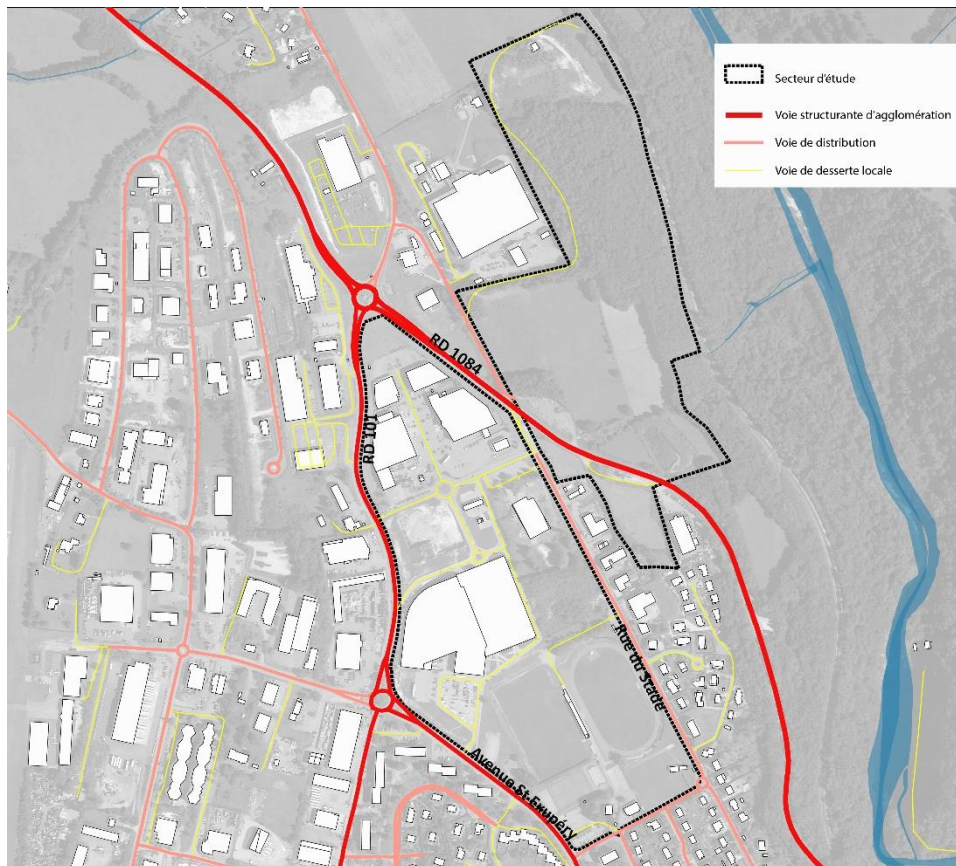 Secteur d'étude
Voie structurante d'agglomération
Voie de distribution
Voie de desserte locale
RD 1084
RD 101
Rue du Stade
Avenue St Exupéry